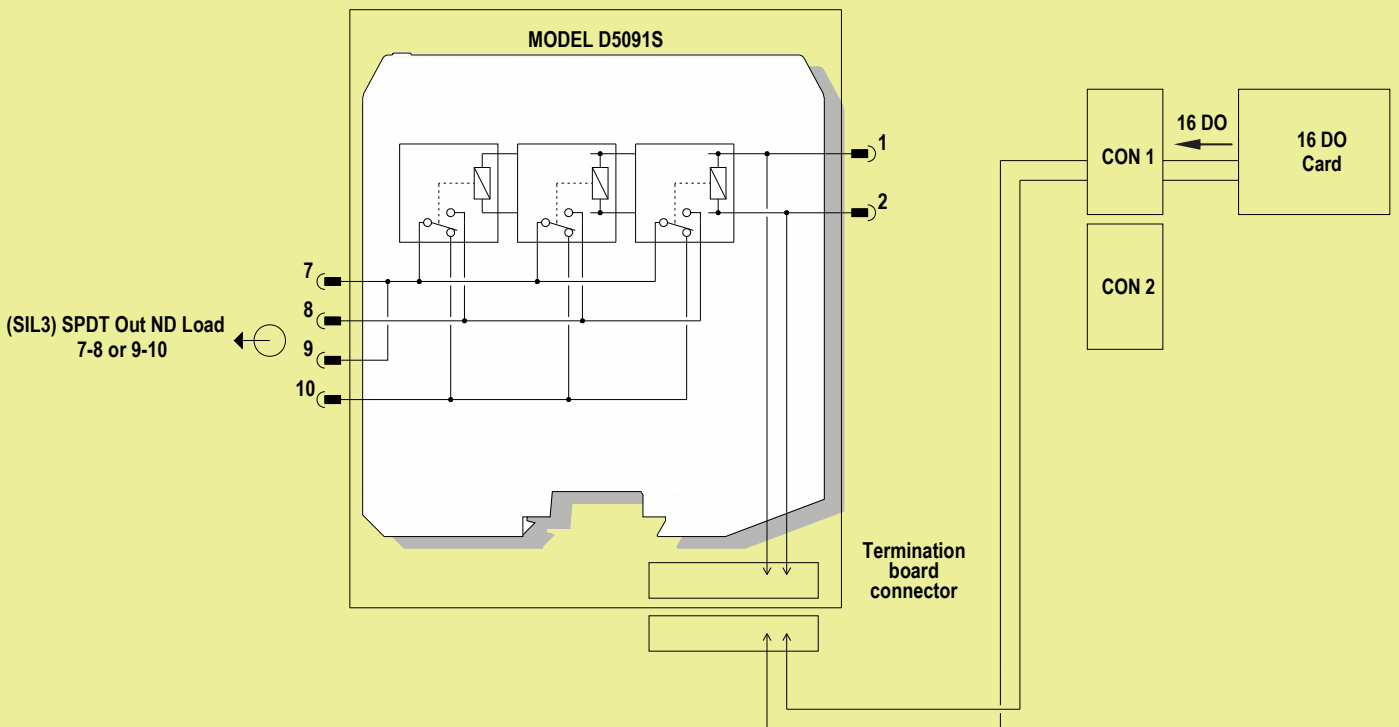 MODEL D5091S
1
2
7
8
9
10
(SIL3) SPDT Out ND Load
7-8 or 9-10
Termination
board
connector
CON 1
CON 2
16 DO
16 DO
Card